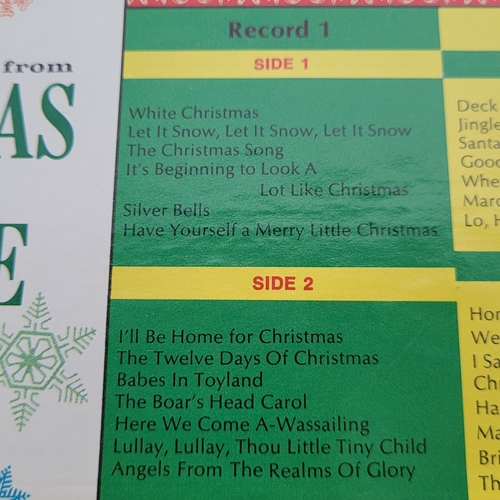 from
AS
E
Record 1
SIDE 1
White Christmas
Let It Snow, Let It Snow, Let It Snow
The Christmas Song
It's Beginning to Look A
Lot Like Christmas
Silver Bells
Have Yourself a Merry Little Christmas
SIDE 2
I'll Be Home for Christmas
The Twelve Days Of Christmas
Babes In Toyland
The Boar's Head Carol
Here We Come A-Wassailing
Lullay, Lullay, Thou Little Tiny Child
Angels From The Realms Of Glory
Deck
Jingle
Santa
Good
Whe
Marc
Lo, H
Hor
We
I Sa
Ch
Ha
Ma
Bri
Th